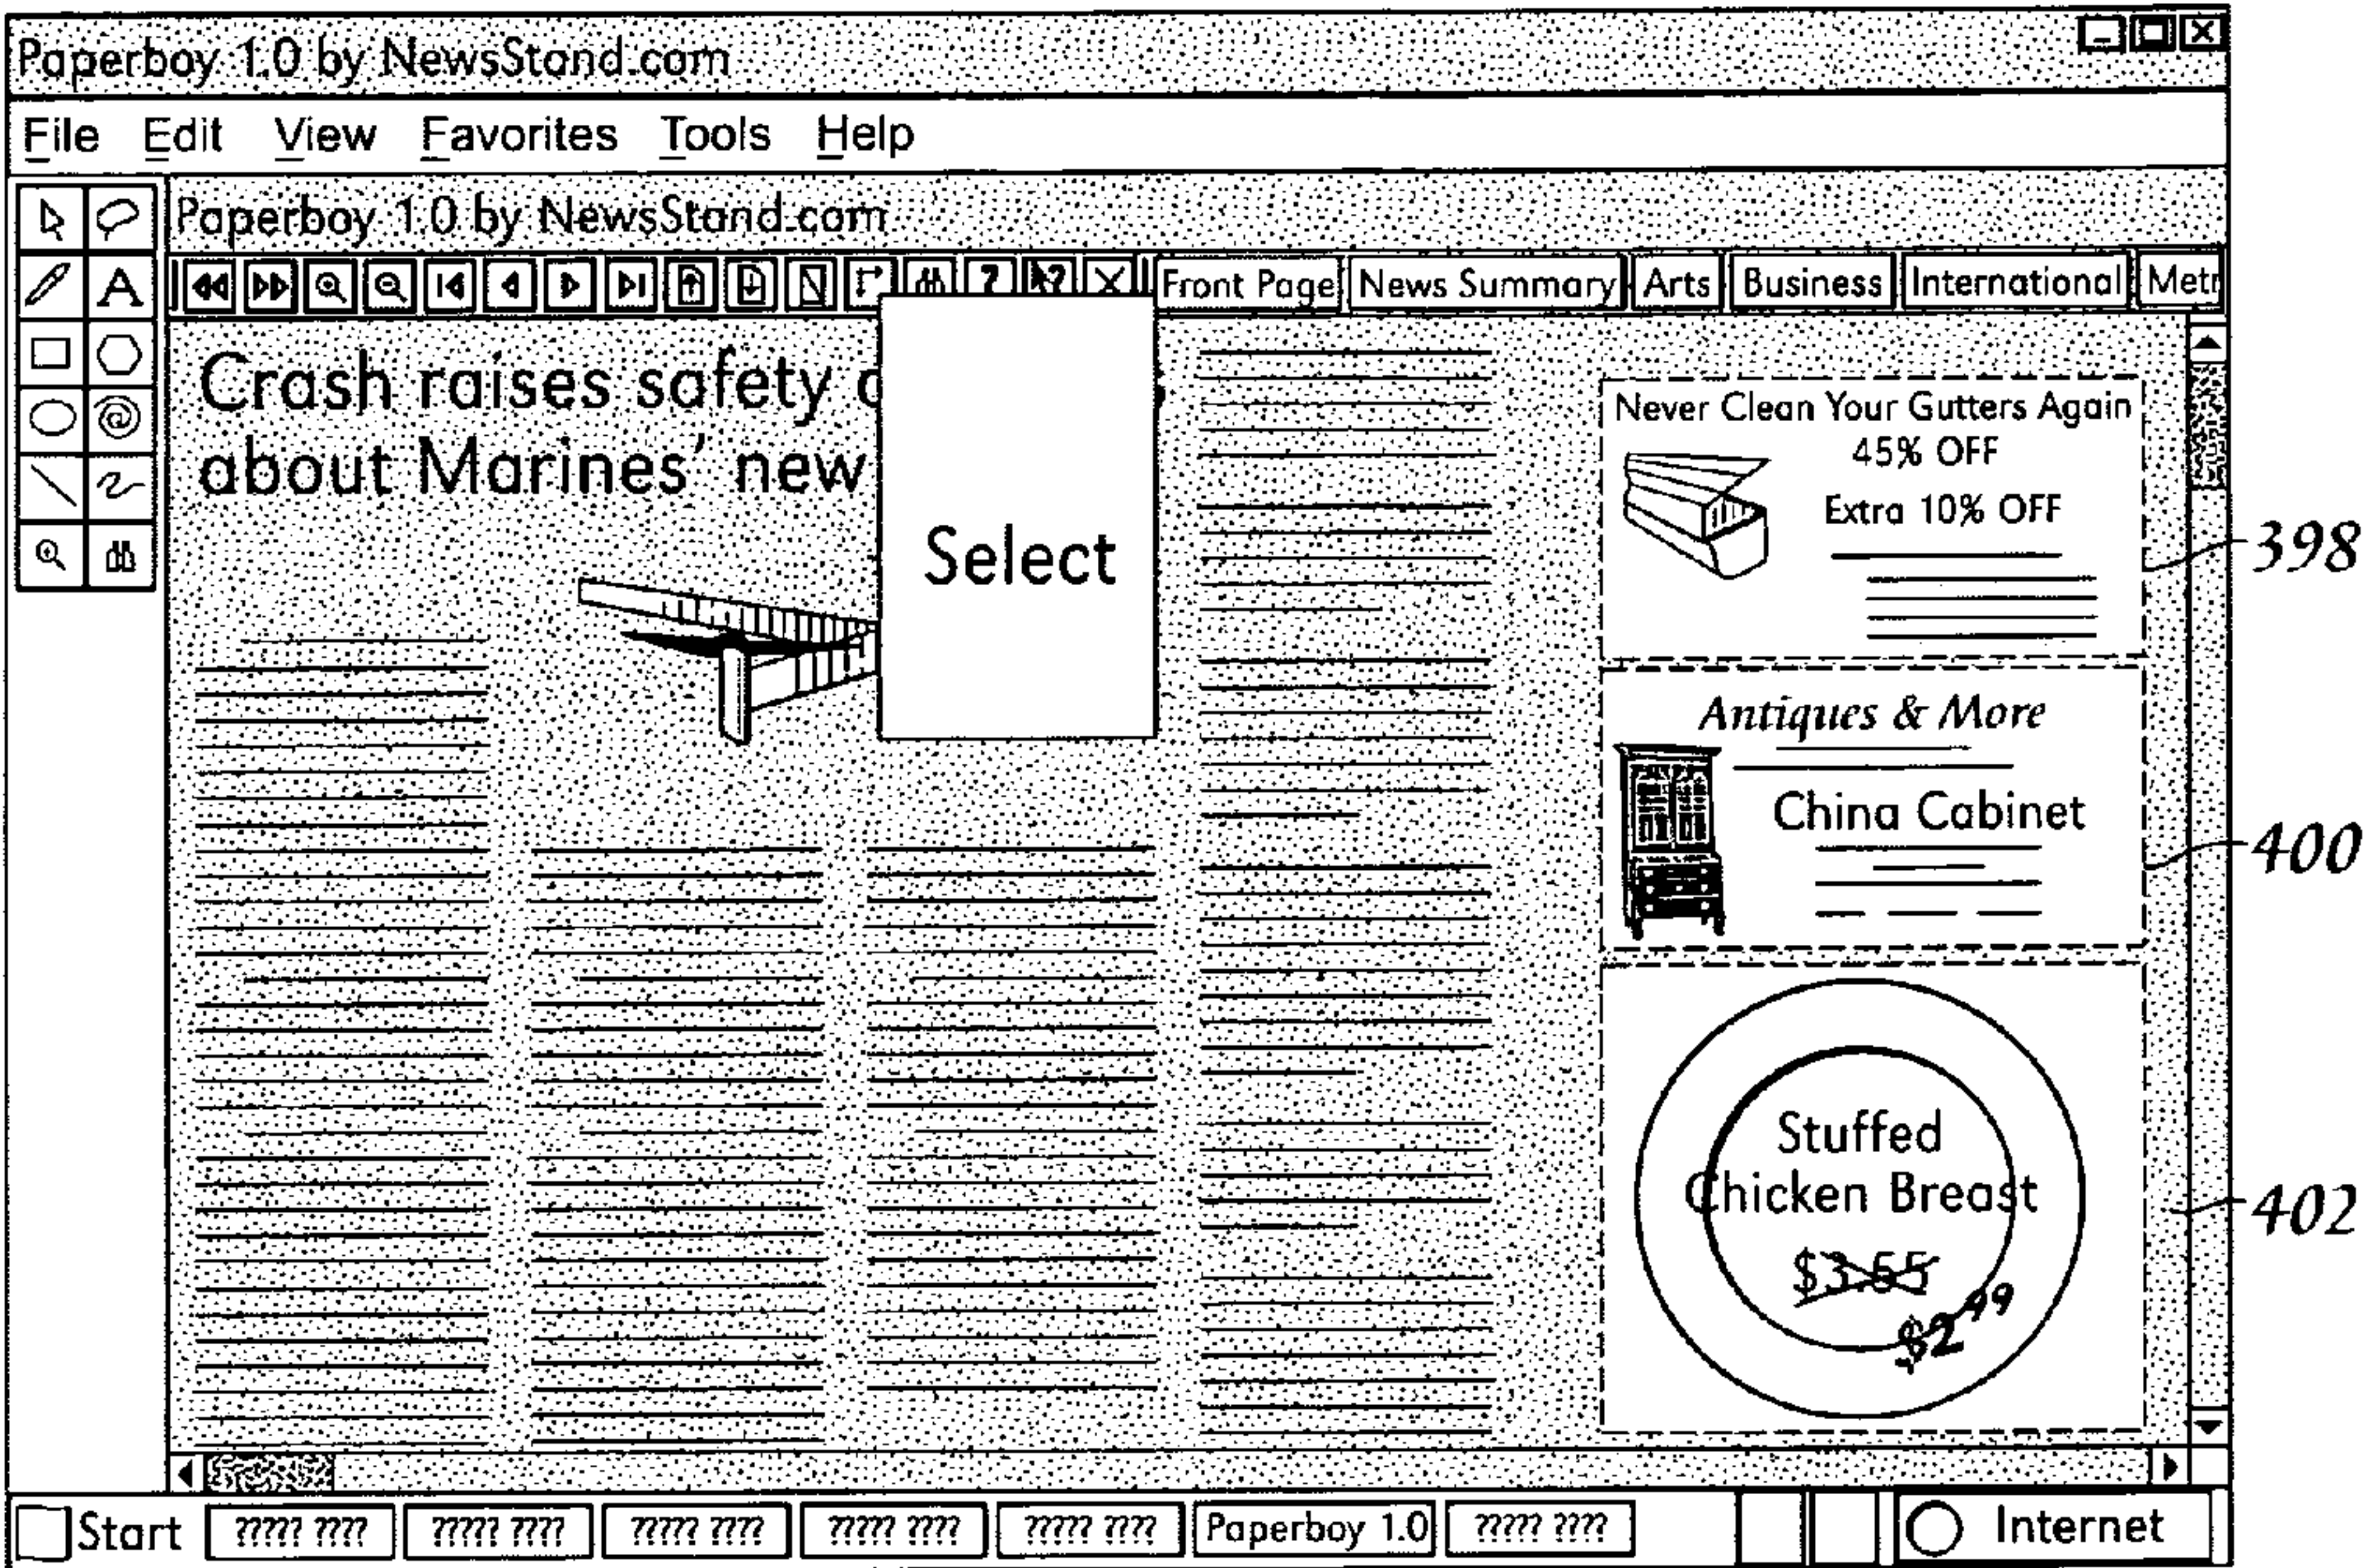 Paperboy 1.0 by NewsStand.com
File Edit View Favorites Tools Help
Paperboy 1.0 by NewsStand.com
A ? ? Front Page News Summary Arts Business International Metr
Crash raises safety
about Marines' new
Select
Never Clean Your Gutters Again
45% OFF
Extra 10% OFF
398
Antiques & More
China Cabinet
400
Stuffed
Chicken Breast
$3.55
$2.99
402
Start ????? ???? ????? ???? ????? ???? ????? ???? ????? ???? Paperboy 1.0 ????? ???? Internet